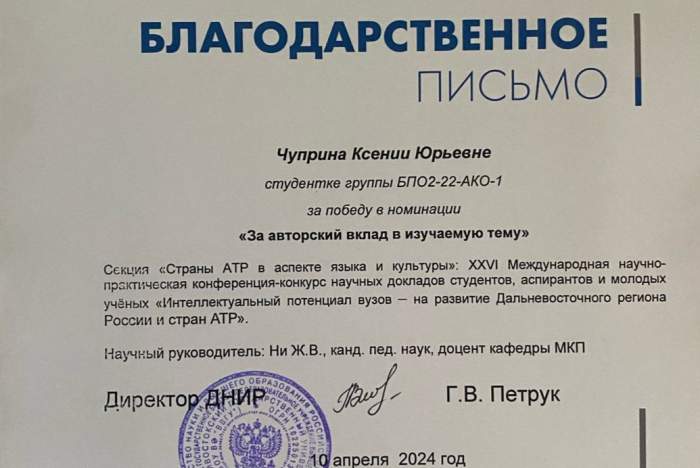 БЛАГОДАРСТВЕННОЕ
ПИСЬМО
Чуприна Ксении Юрьевне
студентке группы БПО2-22-АКО-1
за победу в номинации
«За авторский вклад в изучаемую тему»
Секция «Страны АТР в аспекте языка и культуры»: XXVI Международная научно-
практическая конференция-конкурс научных докладов студентов, аспирантов и молодых
учёных «Интеллектуальный потенциал вузов – на развитие Дальневосточного региона
России и стран АТР».
Научный руководитель: Ни Ж.В., канд. пед. наук, доцент кафедры МКП
Директор ДНИР
Г.В. Петрук
10 апреля 2024 год